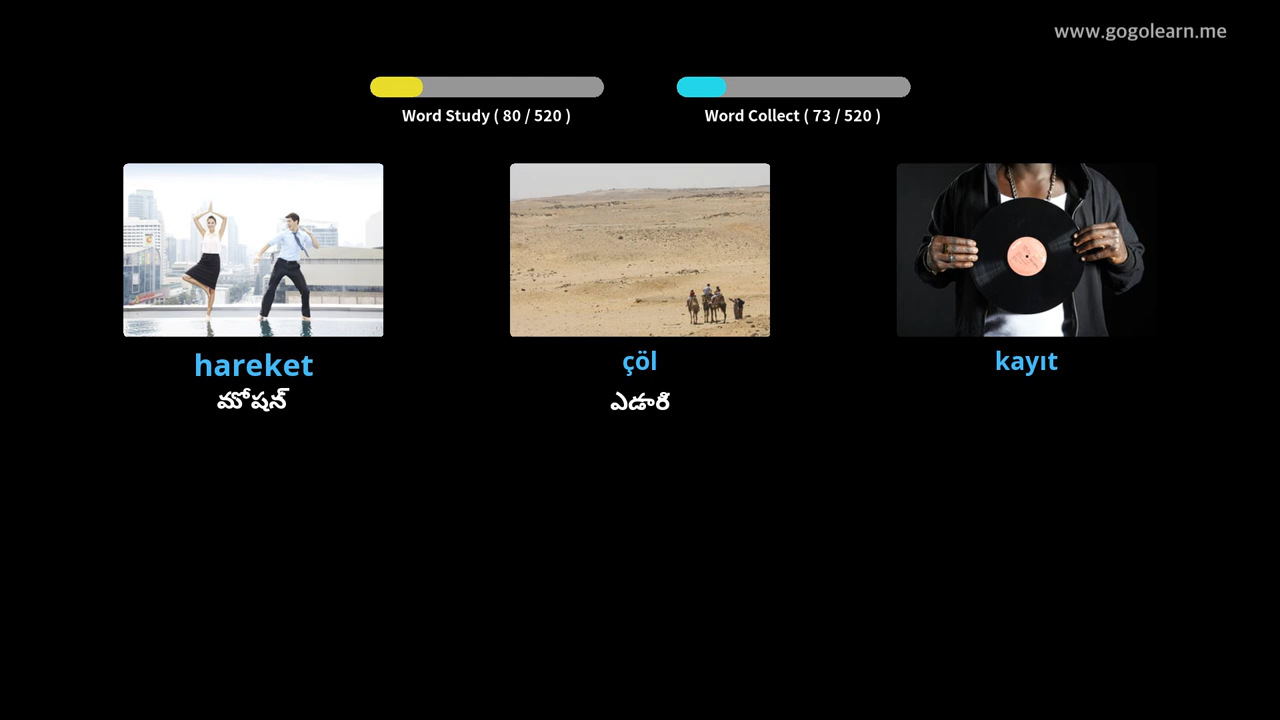 www.gogolearn.me
Word Study ( 80 / 520 )
Word Collect ( 73 / 520 )
hareket
మోషన్
çöl
ఎడారి
kayıt